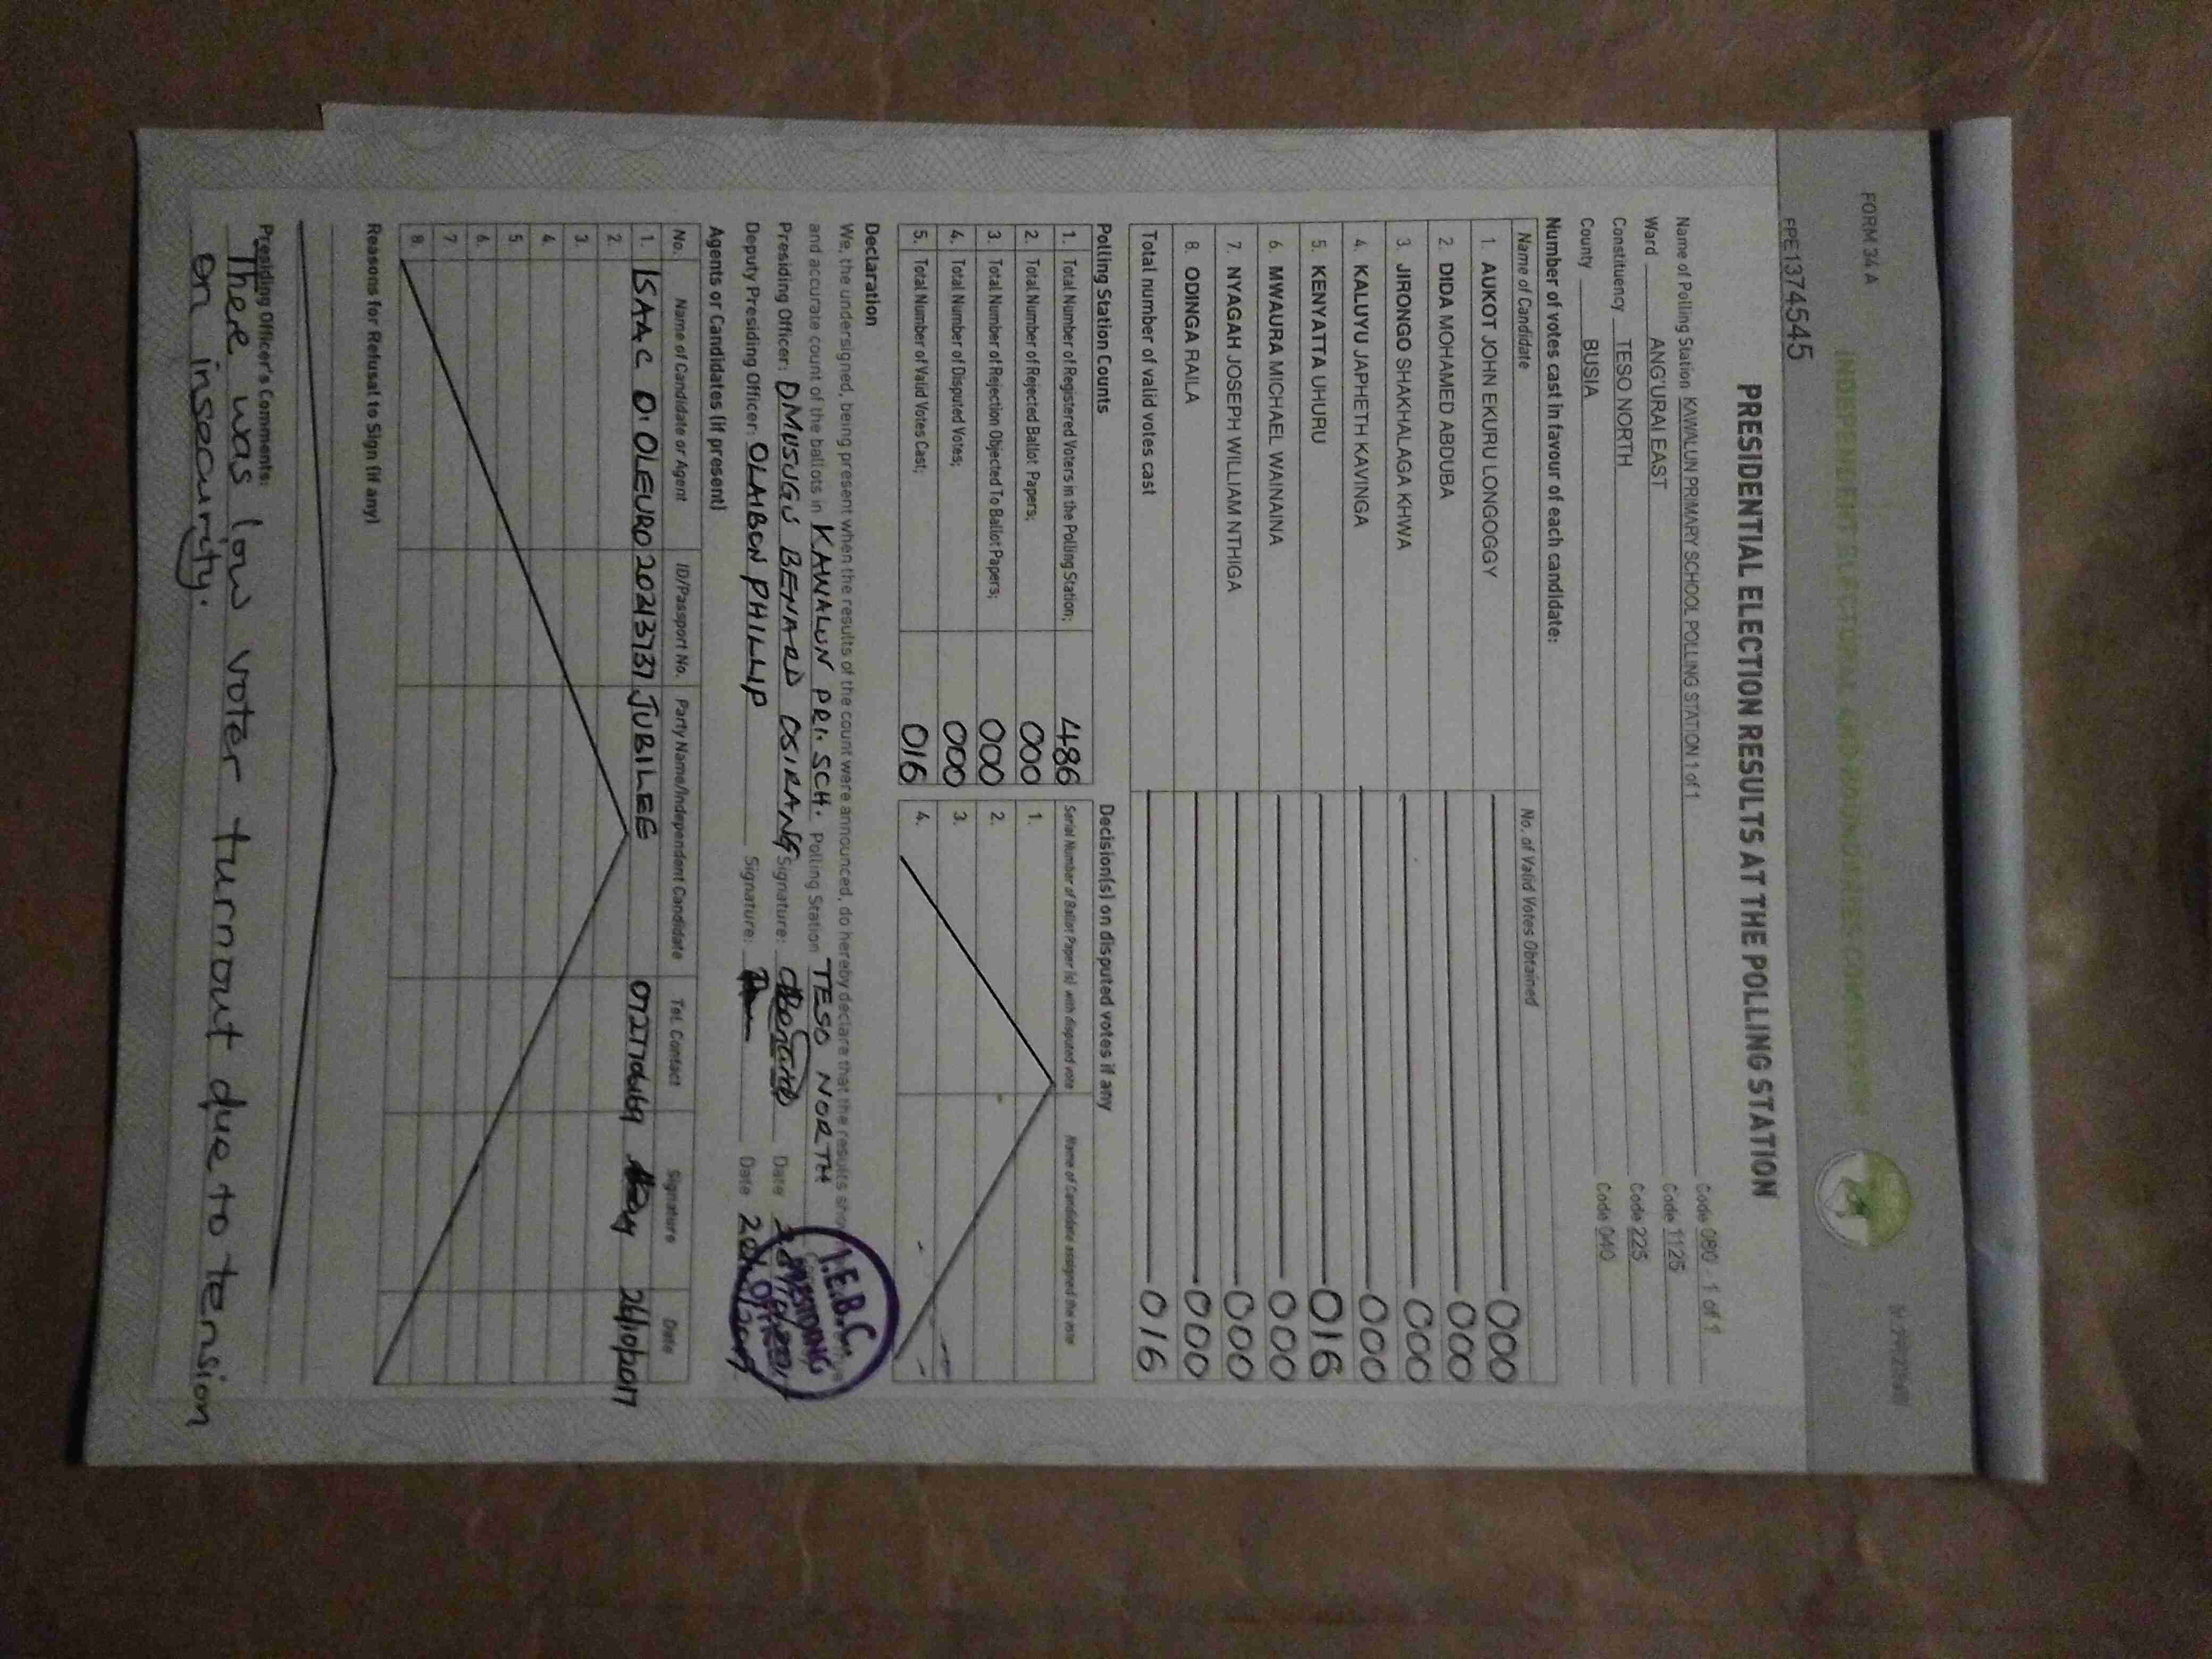 FORM 34 A
INDEPENDENT ELECTORAL AND BOUNDARIES COMMISSION
PPE1374545
PRESIDENTIAL ELECTION RESULTS AT THE POLLING STATION
Name of Polling Station KAWALUN PRIMARY SCHOOL POLLING STATION 1 of 1 Code 080 1 of 1
Ward ANG'URAI EAST Code 1125
Constituency TESO NORTH Code 225
County BUSIA Code 040
Number of votes cast in favour of each candidate:
Name of Candidate No. of Valid Votes Obtained
1. AUKOT JOHN EKURU LONGOGGY 000
2. DIDA MOHAMED ABDUBA 000
3. JIRONGO SHAKHALAGA KHWA 000
4. KALUYU JAPHETH KAVINGA 000
5. KENYATTA UHURU 016
6. MWAURA MICHAEL WAINAINA 000
7. NYAGAH JOSEPH WILLIAM NTHIGA 000
8. ODINGA RAILA 000
Total number of valid votes cast 016
Polling Station Counts
1. Total Number of Registered Voters in the Polling Station; 486
2. Total Number of Rejected Ballot Papers; 000
3. Total Number of Rejection Objected To Ballot Papers; 000
4. Total Number of Disputed Votes; 000
5. Total Number of Valid Votes Cast; 016
Decision(s) on disputed votes if any
Serial Number of Ballot Paper (s) with disputed vote Name of Candidate assigned the vote
1.
2.
3.
4.
Declaration
We, the undersigned, being present when the results of the count were announced, do hereby declare that the results
and accurate count of the ballots in KAWALUN PRI. SCH. Polling Station TESO NORTH
Presiding Officer: OMUSUGU BENARD OSIRANG Signature: Date
Deputy Presiding Officer: OLAIBON PHILLIP Signature: Date
I.E.B.C.
PRESIDING
OFFICER
Agents or Candidates (if present)
No. Name of Candidate or Agent ID/Passport No. Party Name/Independent Candidate Tel. Contact Signature Date
1. ISAAC O. OLEURO 20213737 JUBILEE 26/10/2017
2.
3.
4.
5.
6.
7.
8.
Reasons for Refusal to Sign (if any)
Presiding Officer's Comments:
There was low voter turnout due to tension
on insecurity.